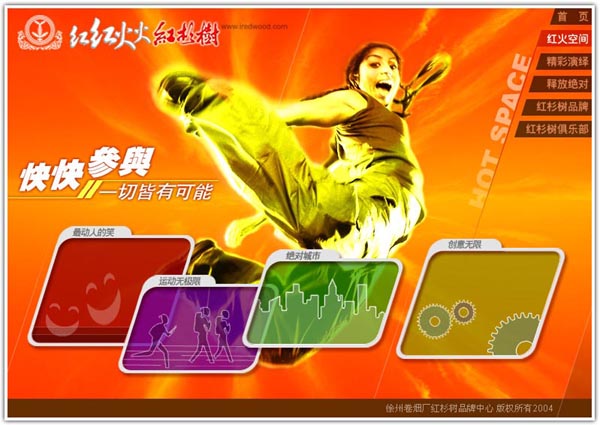 红红火火 红杉樹
www.iredwood.com
首 页
红火空间
精彩演绎
释放绝对
红杉树品牌
红杉树俱乐部
HOT SPACE
快快参與
一切皆有可能
最动人的笑
运动无极限
绝对城市
创意无限
徐州卷烟厂红杉树品牌中心 版权所有2004